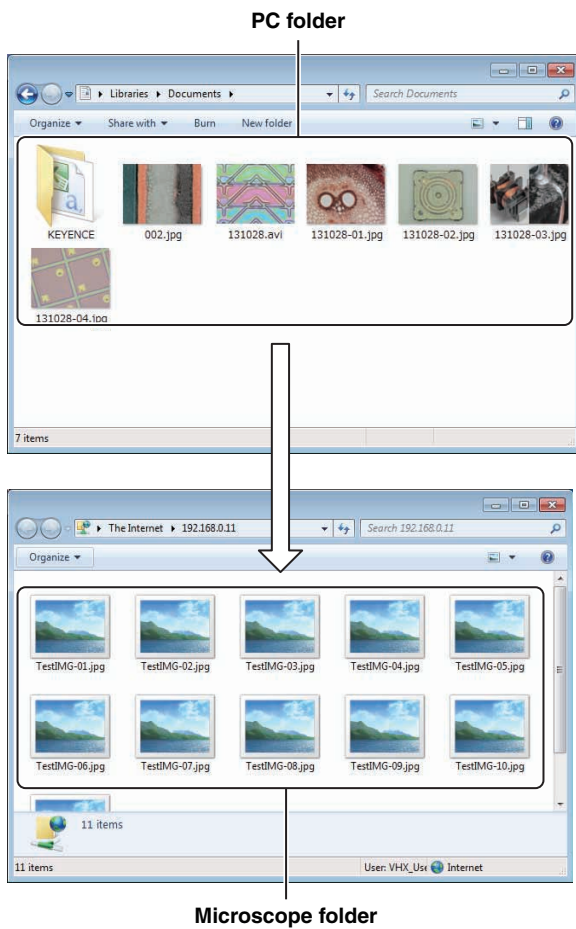 PC folder
Libraries Documents
Search Documents
Organize Share with Burn New folder
KEYENCE 002.jpg 131028.avi 131028-01.jpg 131028-02.jpg 131028-03.jpg
131028-04.jpg
7 items
The Internet 192.168.0.11
Search 192.168.0.11
Organize
TestIMG-01.jpg TestIMG-02.jpg TestIMG-03.jpg TestIMG-04.jpg TestIMG-05.jpg
TestIMG-06.jpg TestIMG-07.jpg TestIMG-08.jpg TestIMG-09.jpg TestIMG-10.jpg
11 items
11 items User: VHX_Use Internet
Microscope folder